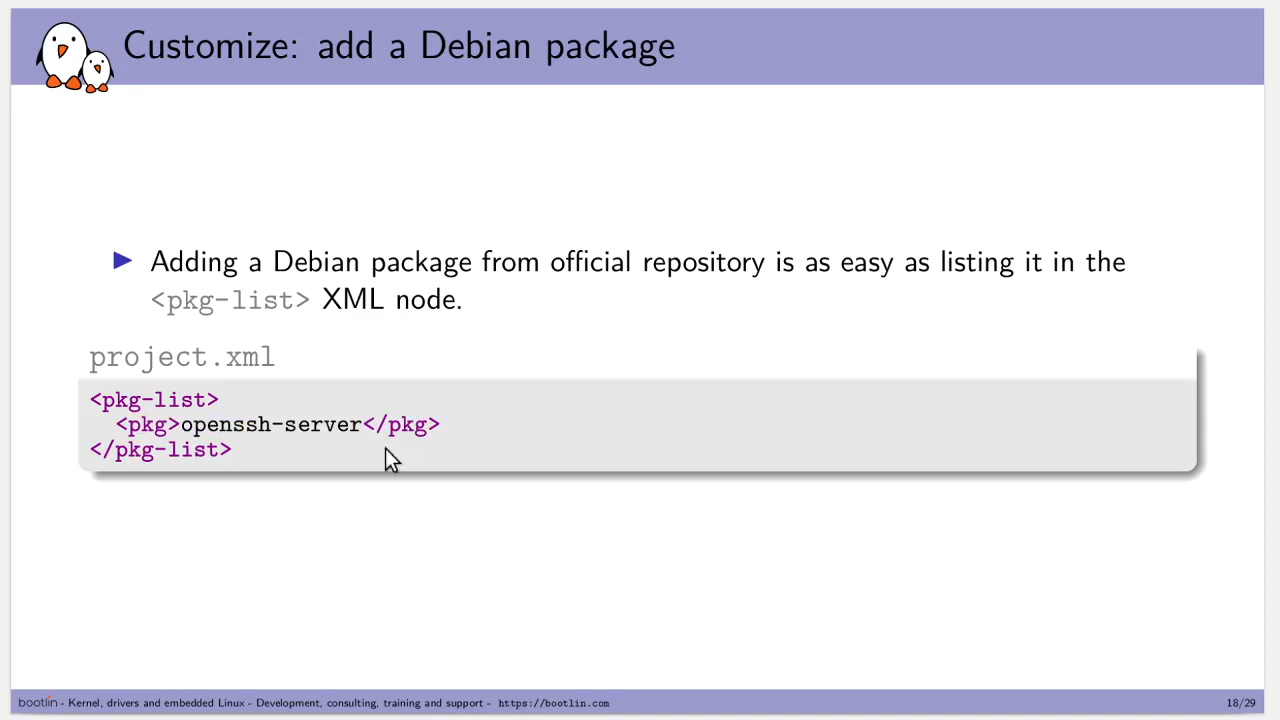 Customize: add a Debian package
▶ Adding a Debian package from official repository is as easy as listing it in the
<pkg-list> XML node.
project.xml
<pkg-list>
  <pkg>openssh-server</pkg>
</pkg-list>
bootlin - Kernel, drivers and embedded Linux - Development, consulting, training and support - https://bootlin.com
18/29